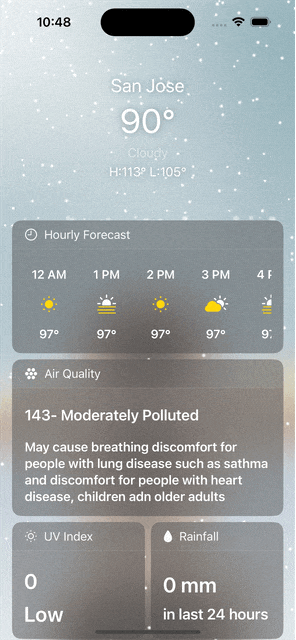 10:48
San Jose
90°
Cloudy
H:113° L:105°
Hourly Forecast
12 AM 1 PM 2 PM 3 PM 4 P
97° 97° 97° 97° 97
Air Quality
143- Moderately Polluted
May cause breathing discomfort for
people with lung disease such as sathma
and discomfort for people with heart
disease, children adn older adults
UV Index
0
Low
Rainfall
0 mm
in last 24 hours